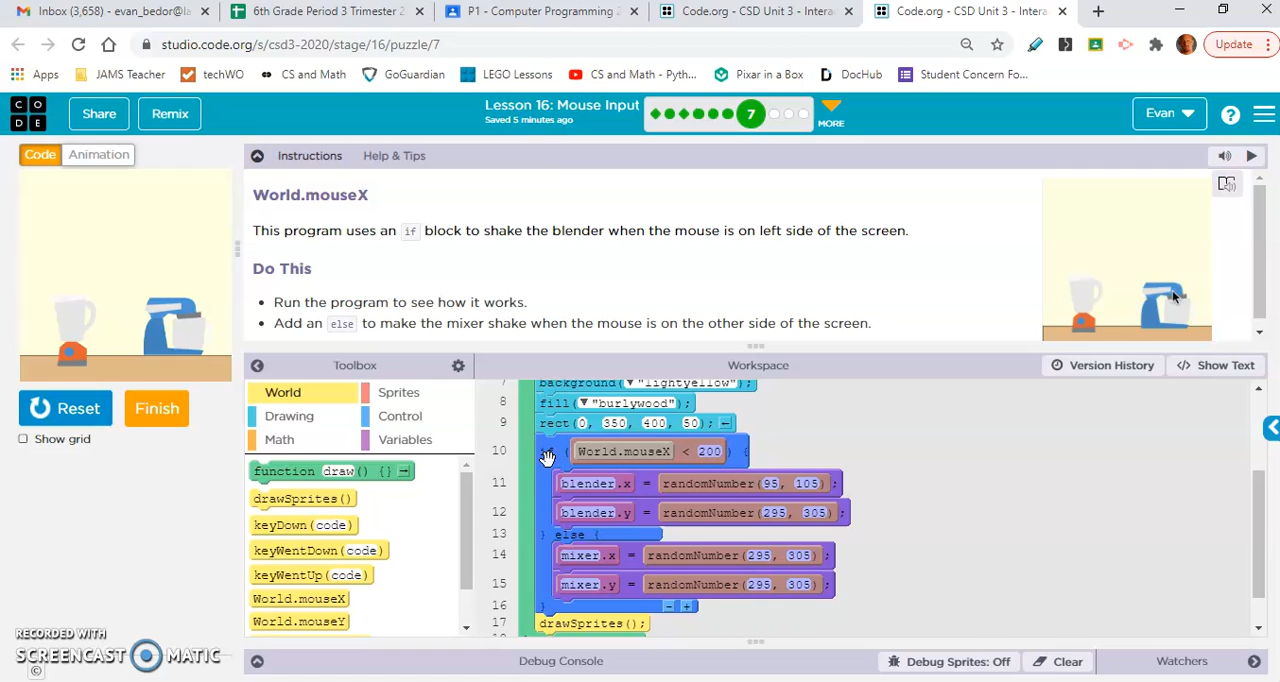 Inbox (3,658) - evan_bedor@la
6th Grade Period 3 Trimester 2
P1 - Computer Programming 2
Code.org - CSD Unit 3 - Intera
Code.org - CSD Unit 3 - Intera
studio.code.org/s/csd3-2020/stage/16/puzzle/7
Update
Apps
JAMS Teacher
techWO
CS and Math
GoGuardian
LEGO Lessons
CS and Math - Pyth...
Pixar in a Box
DocHub
Student Concern Fo...
C O
D E
Share
Remix
Lesson 16: Mouse Input
Saved 5 minutes ago
7
MORE
Evan
?
Code
Animation
Instructions
Help & Tips
World.mouseX
This program uses an if block to shake the blender when the mouse is on left side of the screen.
Do This
• Run the program to see how it works.
• Add an else to make the mixer shake when the mouse is on the other side of the screen.
Reset
Finish
Show grid
Toolbox
Workspace
Version History
</> Show Text
World
Sprites
Drawing
Control
Math
Variables
function draw() {}
drawSprites()
keyDown(code)
keyWentDown(code)
keyWentUp(code)
World.mouseX
World.mouseY
7 background("lightyellow");
8 fill("burlywood");
9 rect(0, 350, 400, 50);
10 if (World.mouseX < 200) {
11 blender.x = randomNumber(95, 105);
12 blender.y = randomNumber(295, 305);
13 } else {
14 mixer.x = randomNumber(295, 305);
15 mixer.y = randomNumber(295, 305);
16 } - +
17 drawSprites();
RECORDED WITH
SCREENCAST MATIC
©
Debug Console
Debug Sprites: Off
Clear
Watchers